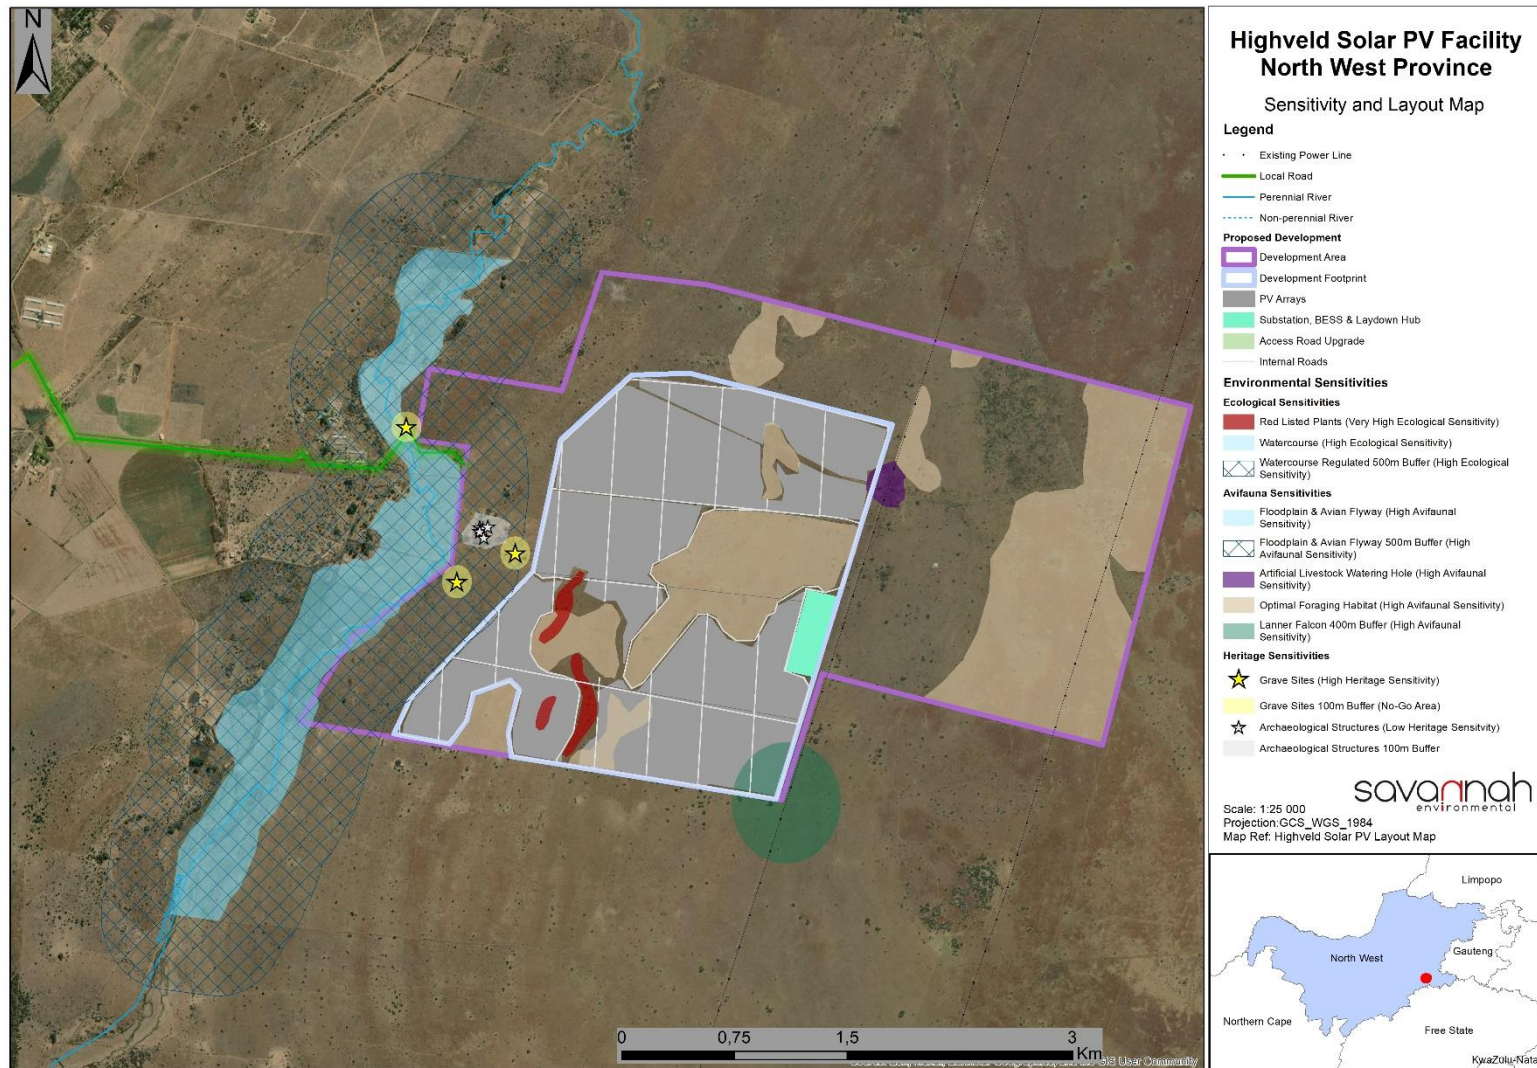 N
Highveld Solar PV Facility
North West Province
Sensitivity and Layout Map
Legend
Existing Power Line
Local Road
Perennial River
Non-perennial River
Proposed Development
Development Area
Development Footprint
PV Arrays
Substation, BESS & Laydown Hub
Access Road Upgrade
Internal Roads
Environmental Sensitivities
Ecological Sensitivities
Red Listed Plants (Very High Ecological Sensitivity)
Watercourse (High Ecological Sensitivity)
Watercourse Regulated 500m Buffer (High Ecological
Sensitivity)
Avifauna Sensitivities
Floodplain & Avian Flyway (High Avifaunal
Sensitivity)
Floodplain & Avian Flyway 500m Buffer (High
Avifaunal Sensitivity)
Artificial Livestock Watering Hole (High Avifaunal
Sensitivity)
Optimal Foraging Habitat (High Avifaunal Sensitivity)
Lanner Falcon 400m Buffer (High Avifaunal
Sensitivity)
Heritage Sensitivities
Grave Sites (High Heritage Sensitivity)
Grave Sites 100m Buffer (No-Go Area)
Archaeological Structures (Low Heritage Sensitivity)
Archaeological Structures 100m Buffer
savannah
environmental
Scale: 1:25 000
Projection:GCS_WGS_1984
Map Ref: Highveld Solar PV Layout Map
Limpopo
Gauteng
North West
Northern Cape
Free State
KwaZulu-Nata
0 0,75 1,5 3
Km
GIS User Community